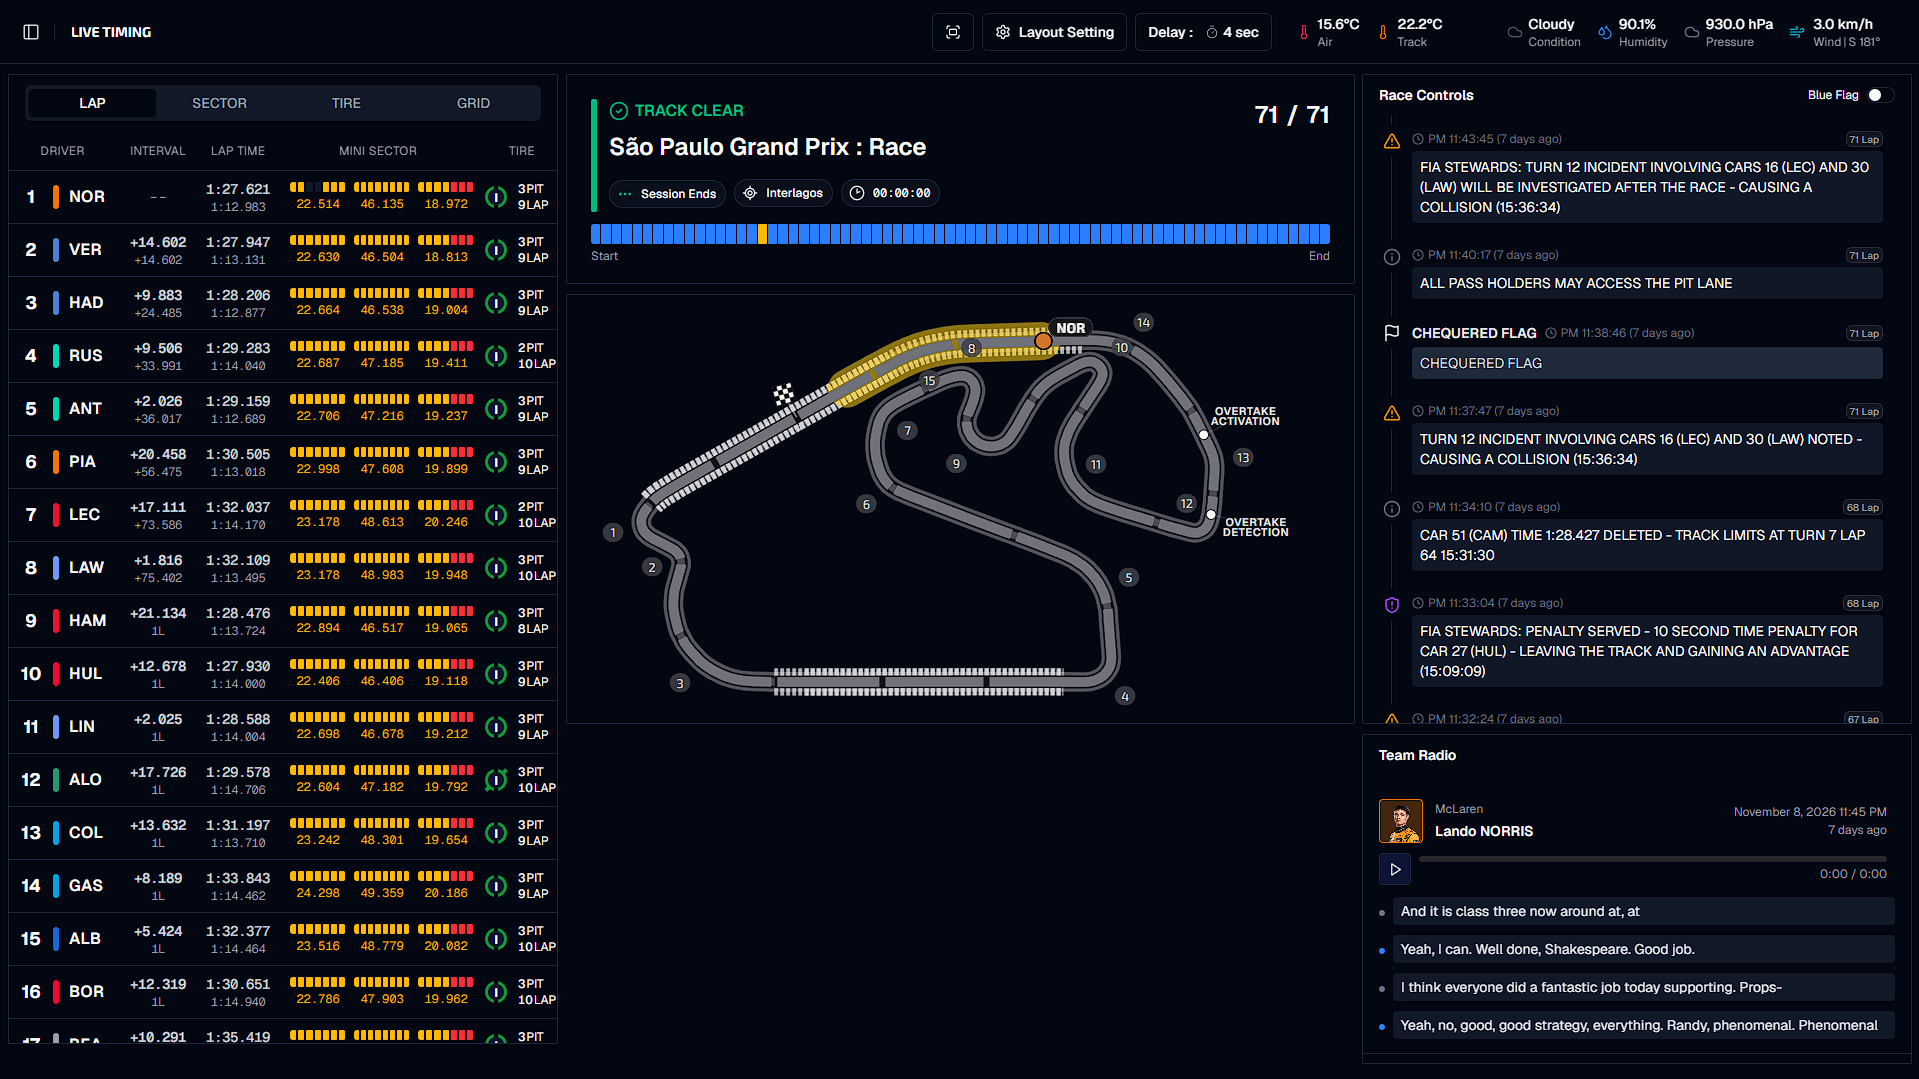 LIVE TIMING
Layout Setting
Delay : 4 sec
15.6°C
Air
22.2°C
Track
Cloudy
Condition
90.1%
Humidity
930.0 hPa
Pressure
3.0 km/h
Wind | S 181°
LAP SECTOR TIRE GRID
DRIVER INTERVAL LAP TIME MINI SECTOR TIRE
1 NOR -- 1:27.621 3PIT
1:12.983 22.514 46.135 18.972 I 9LAP
2 VER +14.602 1:27.947 3PIT
+14.602 1:13.131 22.630 46.504 18.813 I 9LAP
3 HAD +9.883 1:28.206 3PIT
+24.485 1:12.877 22.664 46.538 19.004 I 9LAP
4 RUS +9.506 1:29.283 2PIT
+33.991 1:14.040 22.687 47.185 19.411 I 10LAP
5 ANT +2.026 1:29.159 3PIT
+36.017 1:12.689 22.706 47.216 19.237 I 9LAP
6 PIA +20.458 1:30.505 3PIT
+56.475 1:13.018 22.998 47.608 19.899 I 9LAP
7 LEC +17.111 1:32.037 2PIT
+73.586 1:14.170 23.178 48.613 20.246 I 10LAP
8 LAW +1.816 1:32.109 3PIT
+75.402 1:13.495 23.178 48.983 19.948 I 10LAP
9 HAM +21.134 1:28.476 3PIT
1L 1:13.724 22.894 46.517 19.065 I 8LAP
10 HUL +12.678 1:27.930 3PIT
1L 1:14.000 22.406 46.406 19.118 I 9LAP
11 LIN +2.025 1:28.588 3PIT
1L 1:14.004 22.698 46.678 19.212 I 9LAP
12 ALO +17.726 1:29.578 3PIT
1L 1:14.706 22.604 47.182 19.792 I 10LAP
13 COL +13.632 1:31.197 3PIT
1L 1:13.710 23.242 48.301 19.654 I 9LAP
14 GAS +8.189 1:33.843 3PIT
1L 1:14.462 24.298 49.359 20.186 I 9LAP
15 ALB +5.424 1:32.377 3PIT
1L 1:14.464 23.516 48.779 20.082 I 10LAP
16 BOR +12.319 1:30.651 3PIT
1L 1:14.940 22.786 47.903 19.962 I 10LAP
17 BEA +10.291 1:35.419 3PIT
TRACK CLEAR
71 / 71
São Paulo Grand Prix : Race
Session Ends
Interlagos
00:00:00
Start
End
NOR
14
8
10
15
OVERTAKE
ACTIVATION
7
13
9
11
6
12
OVERTAKE
DETECTION
1
2
5
3
4
Race Controls
Blue Flag
PM 11:43:45 (7 days ago) 71 Lap
FIA STEWARDS: TURN 12 INCIDENT INVOLVING CARS 16 (LEC) AND 30
(LAW) WILL BE INVESTIGATED AFTER THE RACE - CAUSING A
COLLISION (15:36:34)
PM 11:40:17 (7 days ago) 71 Lap
ALL PASS HOLDERS MAY ACCESS THE PIT LANE
CHEQUERED FLAG PM 11:38:46 (7 days ago) 71 Lap
CHEQUERED FLAG
PM 11:37:47 (7 days ago) 71 Lap
TURN 12 INCIDENT INVOLVING CARS 16 (LEC) AND 30 (LAW) NOTED -
CAUSING A COLLISION (15:36:34)
PM 11:34:10 (7 days ago) 68 Lap
CAR 51 (CAM) TIME 1:28.427 DELETED - TRACK LIMITS AT TURN 7 LAP
64 15:31:30
PM 11:33:04 (7 days ago) 68 Lap
FIA STEWARDS: PENALTY SERVED - 10 SECOND TIME PENALTY FOR
CAR 27 (HUL) - LEAVING THE TRACK AND GAINING AN ADVANTAGE
(15:09:09)
PM 11:32:24 (7 days ago) 67 Lap
Team Radio
McLaren
Lando NORRIS
November 8, 2026 11:45 PM
7 days ago
0:00 / 0:00
And it is class three now around at, at
Yeah, I can. Well done, Shakespeare. Good job.
I think everyone did a fantastic job today supporting. Props-
Yeah, no, good, good strategy, everything. Randy, phenomenal. Phenomenal